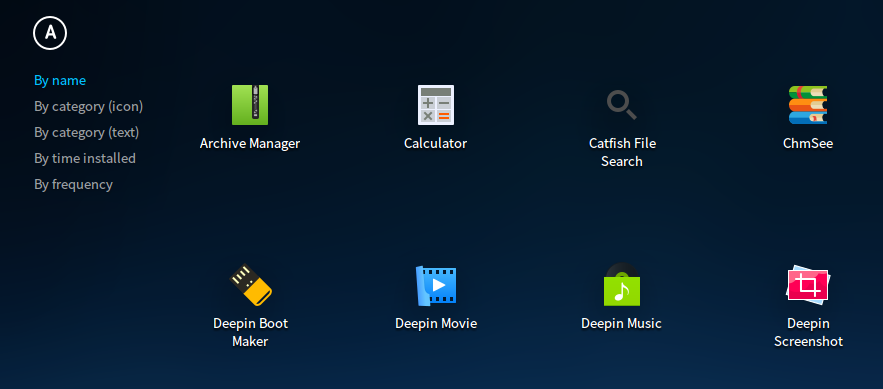 A
By name
By category (icon)
By category (text)
By time installed
By frequency
Archive Manager
Calculator
Catfish File
Search
ChmSee
Deepin Boot
Maker
Deepin Movie
Deepin Music
Deepin
Screenshot